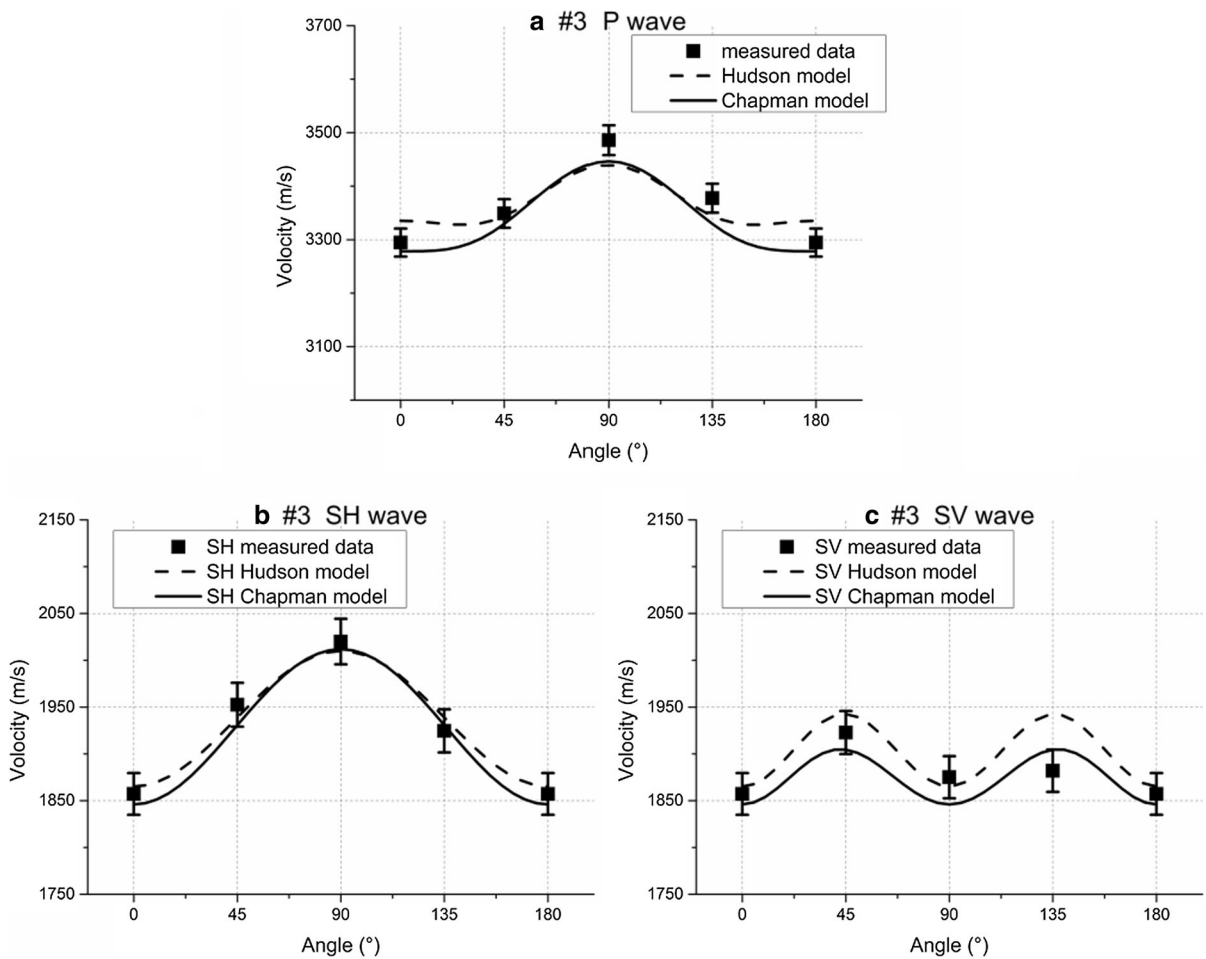 a #3 P wave
measured data
Hudson model
Chapman model
3700
3500
3300
3100
Volocity (m/s)
0 45 90 135 180
Angle (°)
b #3 SH wave
SH measured data
SH Hudson model
SH Chapman model
2150
2050
1950
1850
1750
Volocity (m/s)
0 45 90 135 180
Angle (°)
c #3 SV wave
SV measured data
SV Hudson model
SV Chapman model
2150
2050
1950
1850
1750
Volocity (m/s)
0 45 90 135 180
Angle (°)